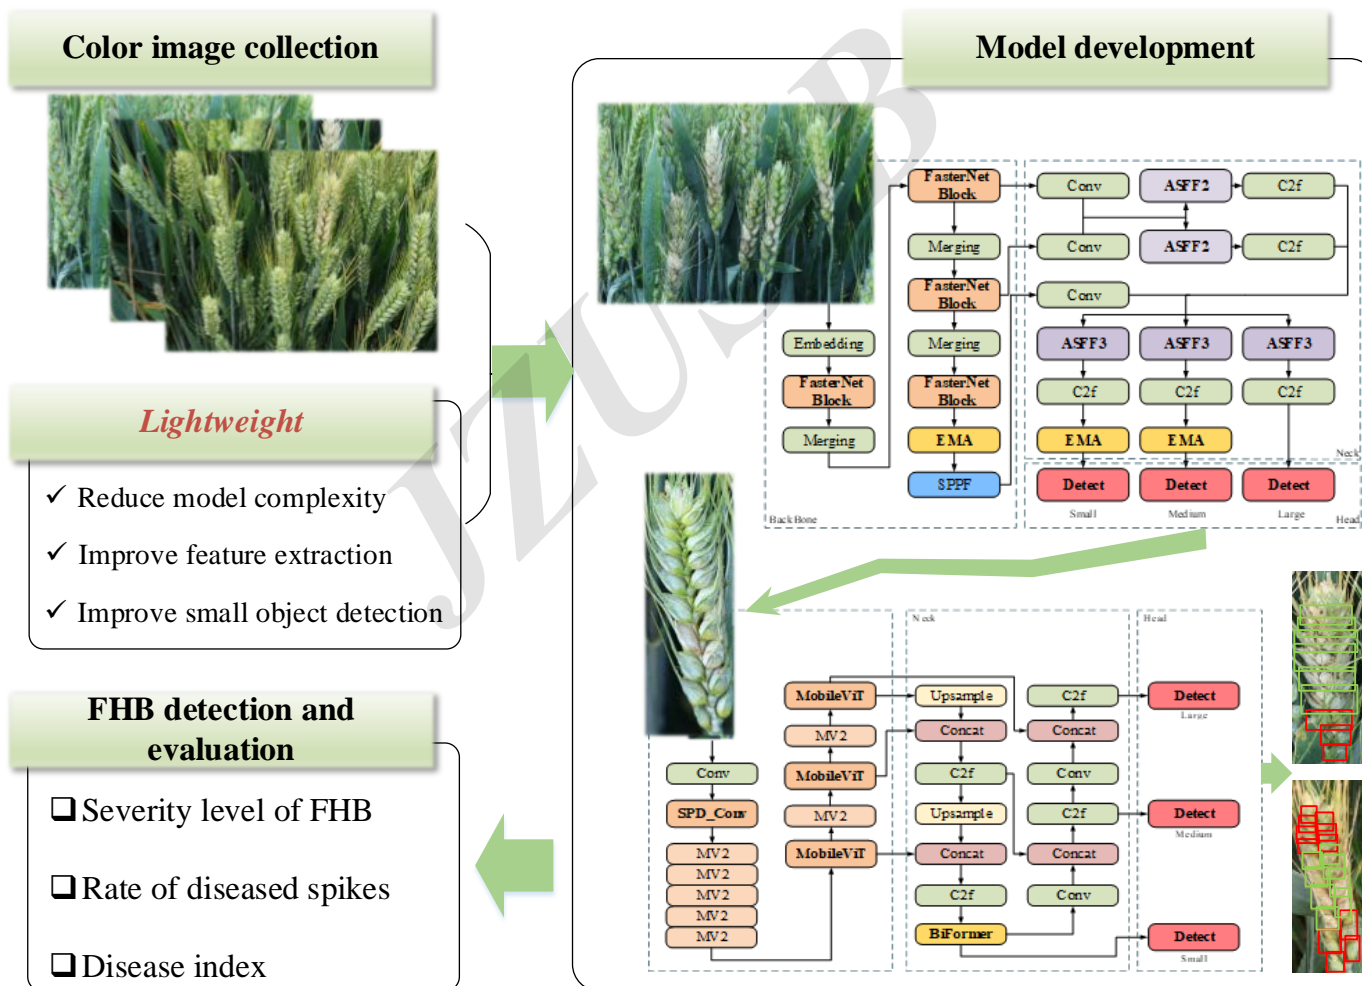 Color image collection
Lightweight
✓ Reduce model complexity
✓ Improve feature extraction
✓ Improve small object detection
FHB detection and
evaluation
❑ Severity level of FHB
❑ Rate of diseased spikes
❑ Disease index
Model development
JZUSB
Embedding
FasterNet
Block
Merging
FasterNet
Block
Merging
FasterNet
Block
Merging
FasterNet
Block
EMA
SPPF
BackBone
Conv
ASFF2
C2f
Conv
ASFF2
C2f
Conv
ASFF3
ASFF3
ASFF3
C2f
C2f
C2f
EMA
EMA
Neck
Detect
Detect
Detect
Small
Medium
Large
Head
Conv
SPD_Conv
MV2
MV2
MV2
MV2
MV2
MobileViT
MV2
MobileViT
MV2
MobileViT
Neck
Upsample
Concat
C2f
Upsample
Concat
C2f
BiFormer
C2f
Concat
Conv
C2f
Concat
Conv
Head
Detect
Large
Detect
Medium
Detect
Small